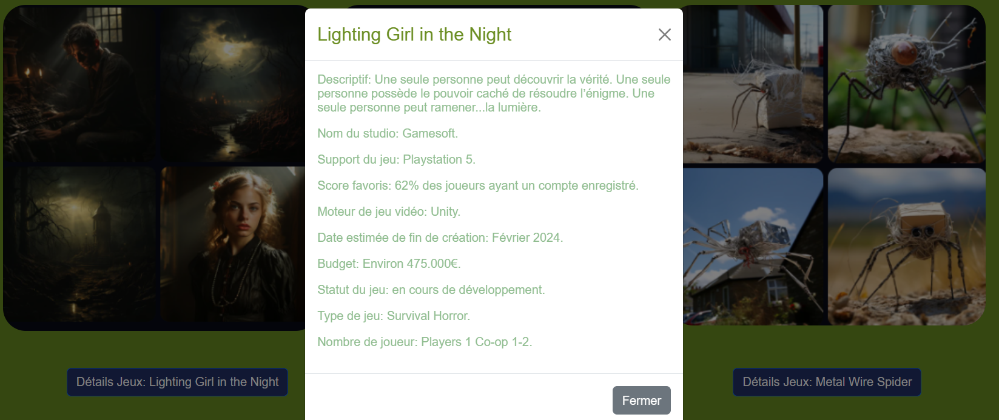 Lighting Girl in the Night
Descriptif: Une seule personne peut découvrir la vérité. Une seule
personne possède le pouvoir caché de résoudre l’énigme. Une
seule personne peut ramener...la lumière.
Nom du studio: Gamesoft.
Support du jeu: Playstation 5.
Score favoris: 62% des joueurs ayant un compte enregistré.
Moteur de jeu vidéo: Unity.
Date estimée de fin de création: Février 2024.
Budget: Environ 475.000€.
Statut du jeu: en cours de développement.
Type de jeu: Survival Horror.
Nombre de joueur: Players 1 Co-op 1-2.
Détails Jeux: Lighting Girl in the Night
Détails Jeux: Metal Wire Spider
Fermer